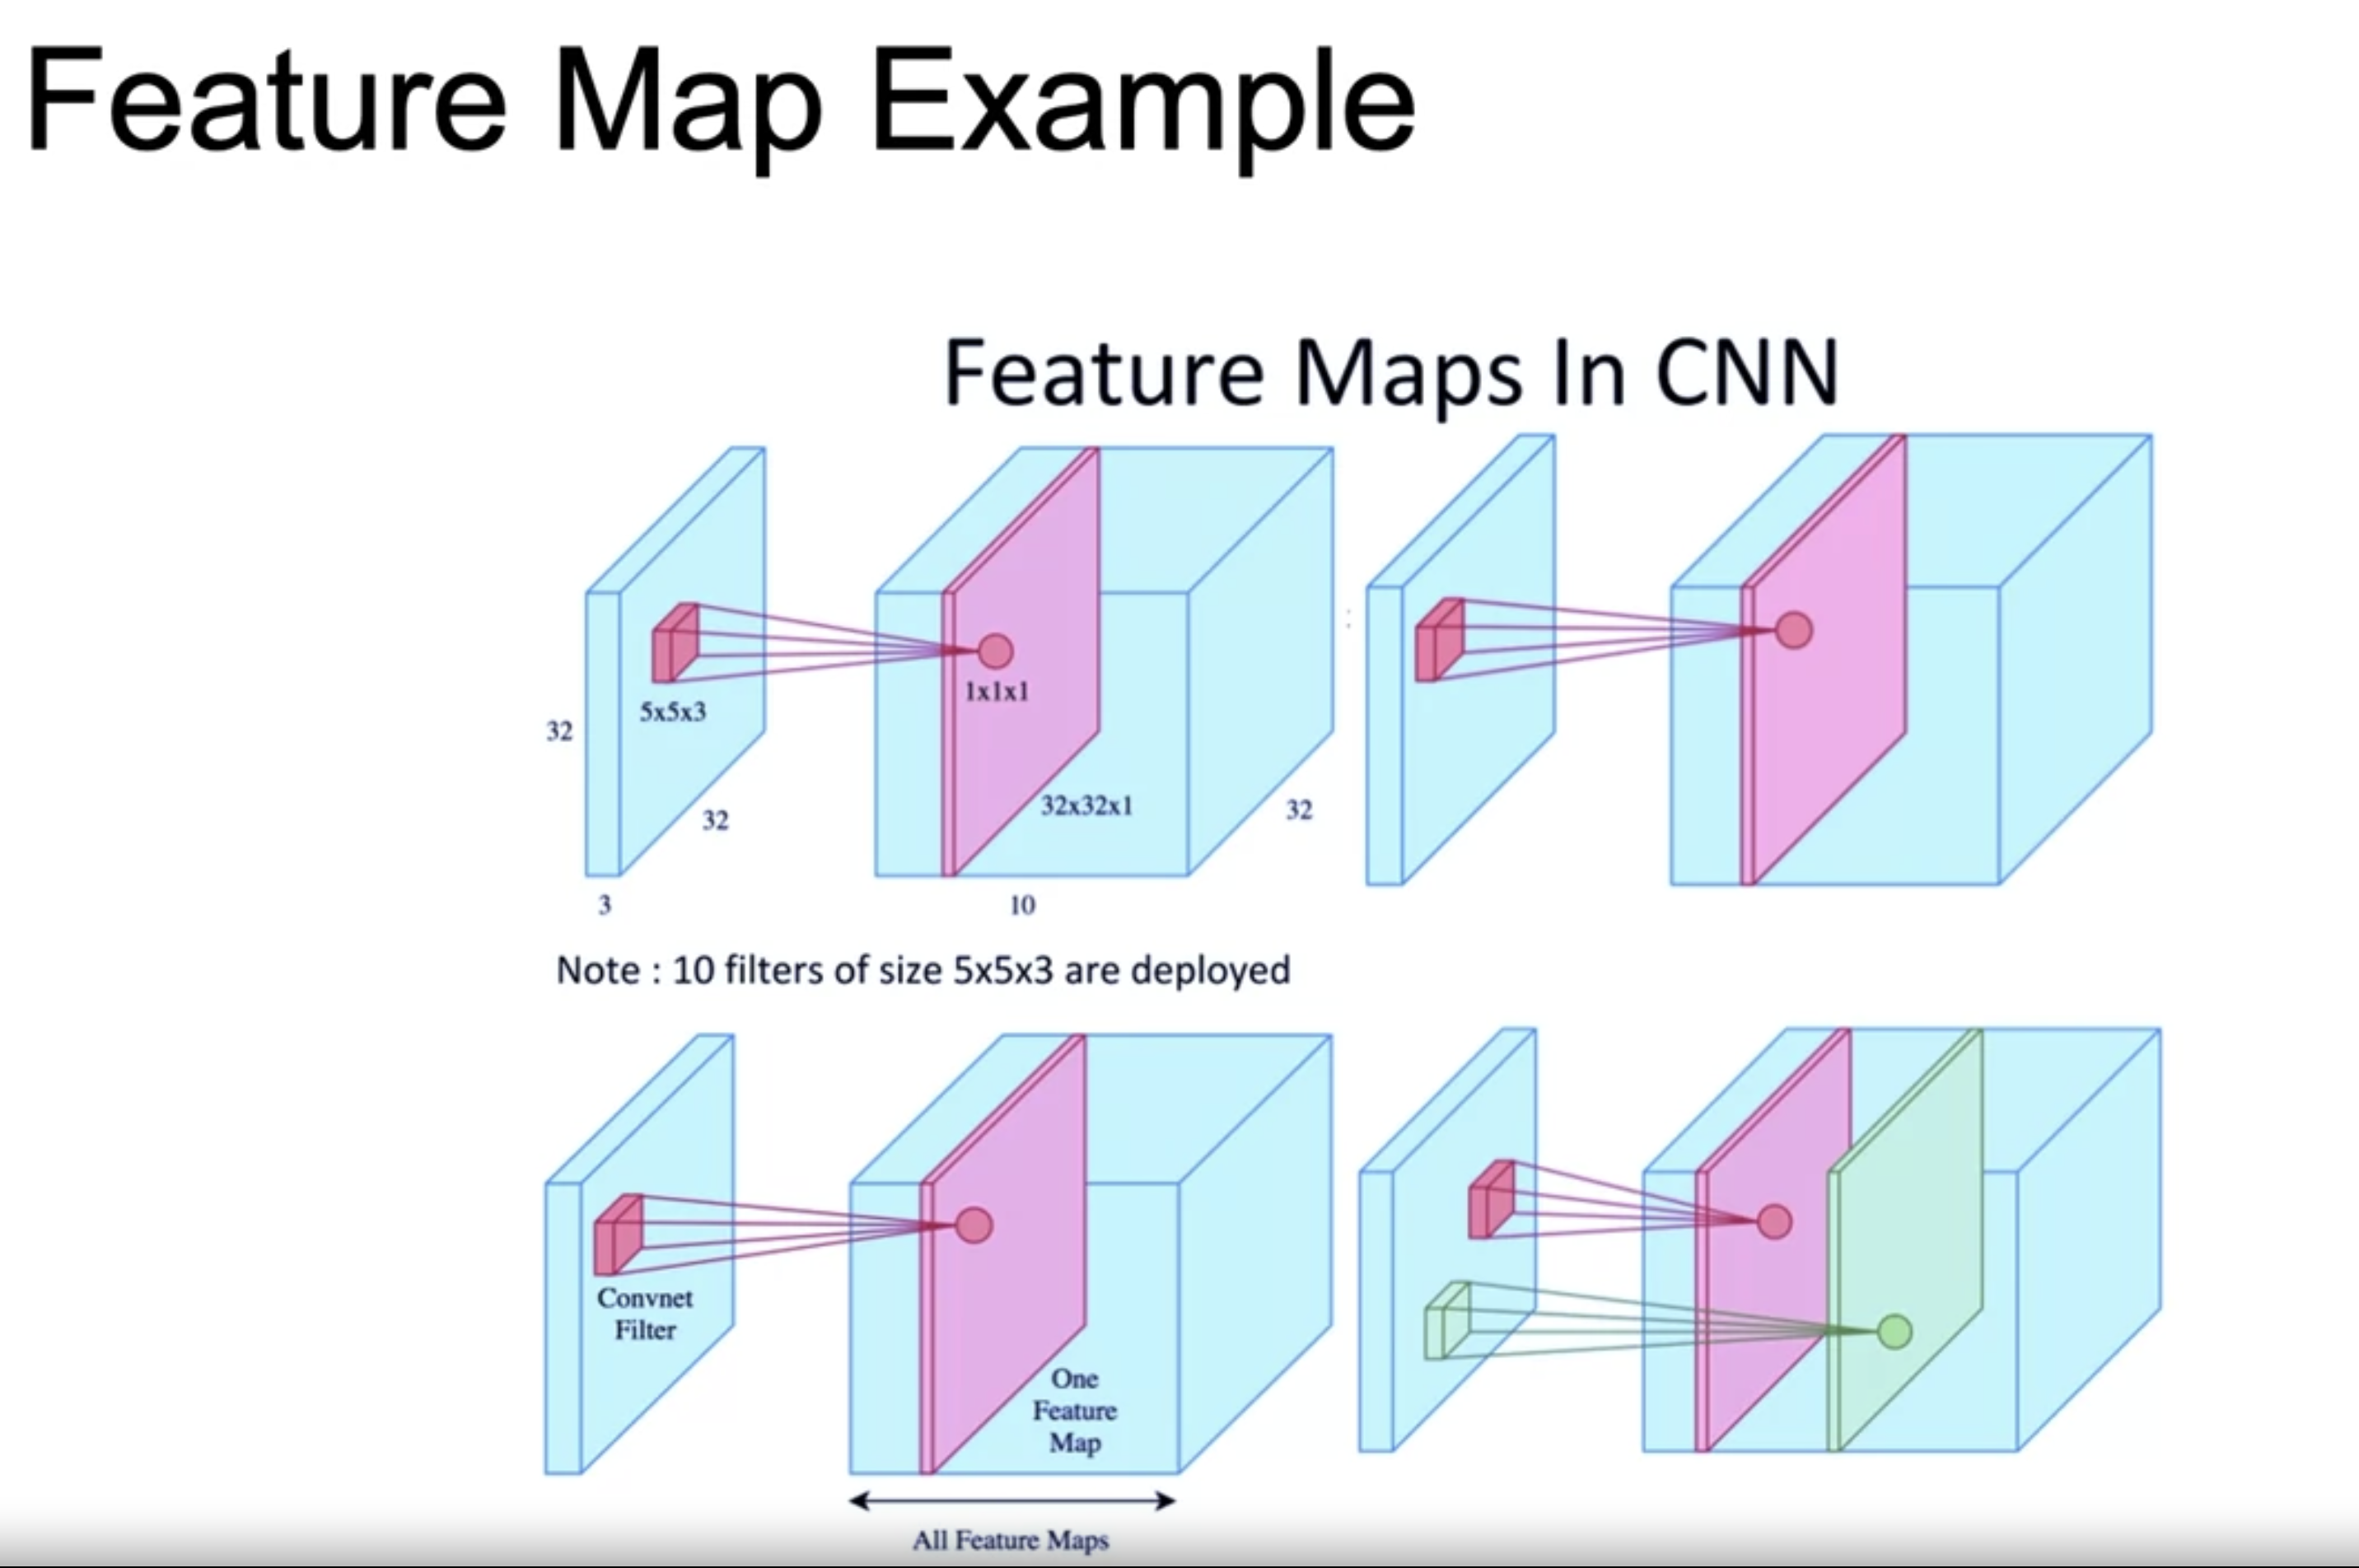 Feature Map Example
Feature Maps In CNN
5x5x3
1x1x1
32
32
32x32x1
32
3
10
Note : 10 filters of size 5x5x3 are deployed
Convnet
Filter
One
Feature
Map
All Feature Maps